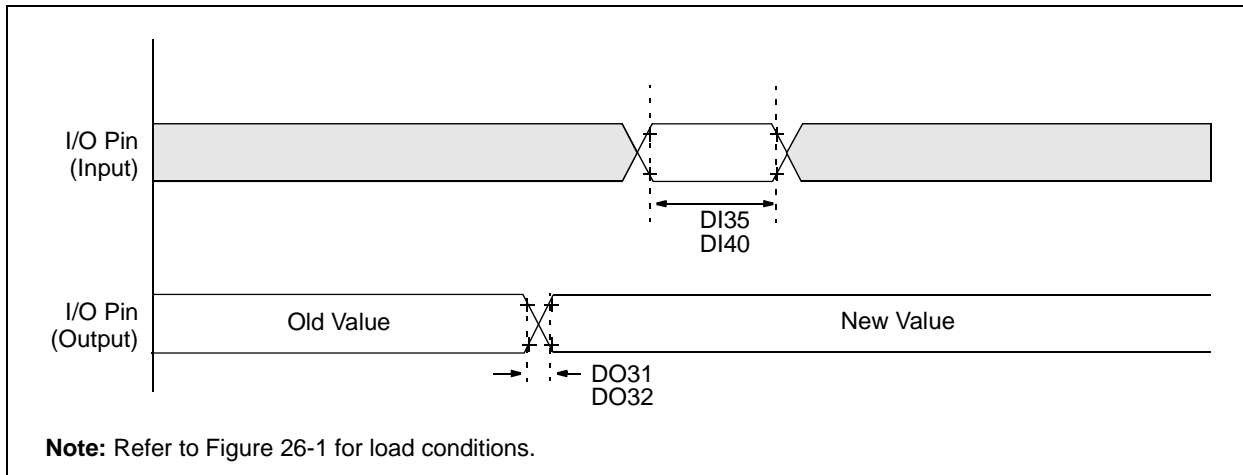 I/O Pin
(Input)
DI35
DI40
I/O Pin
(Output)
Old Value
New Value
DO31
DO32
Note: Refer to Figure 26-1 for load conditions.